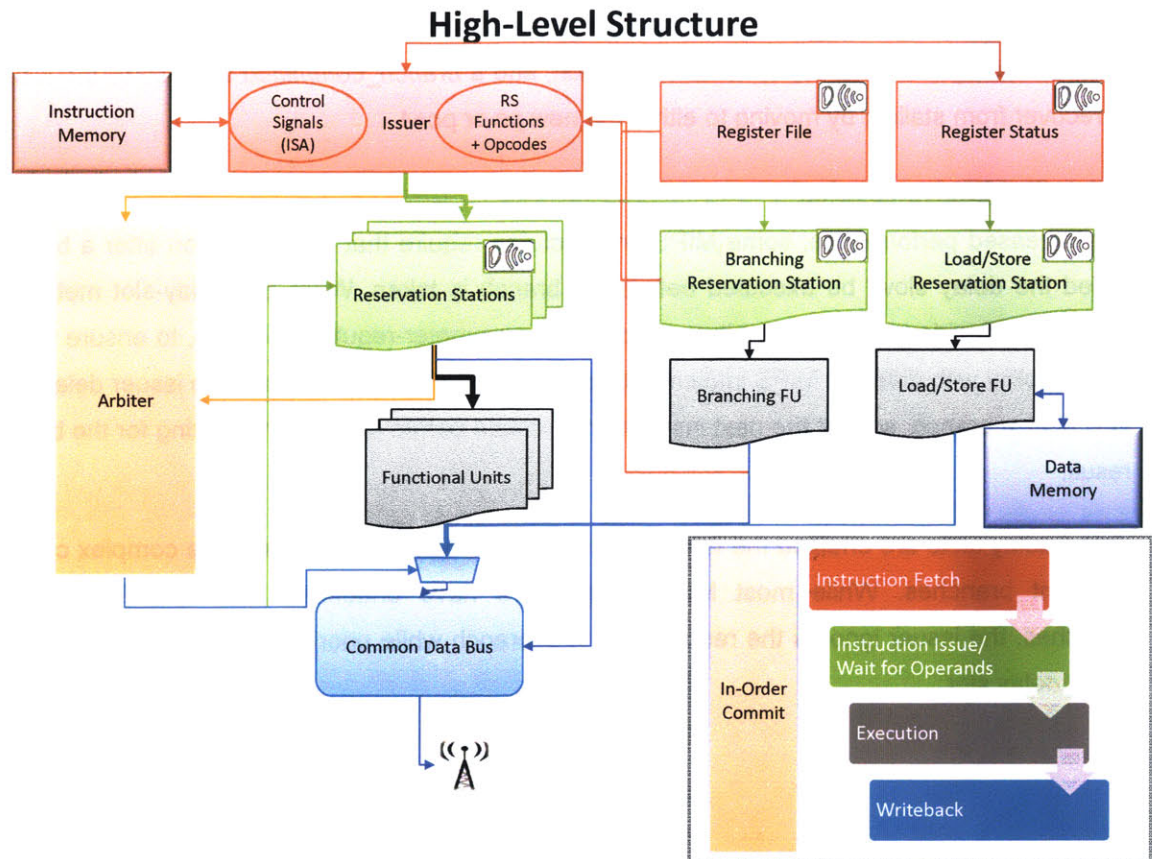 High-Level Structure
Instruction
Memory
Control
Signals
(ISA)
Issuer
RS
Functions
+ Opcodes
Register File
Register Status
Arbiter
Reservation Stations
Branching
Reservation Station
Load/Store
Reservation Station
Functional Units
Branching FU
Load/Store FU
Data
Memory
Common Data Bus
In-Order
Commit
Instruction Fetch
Instruction Issue/
Wait for Operands
Execution
Writeback